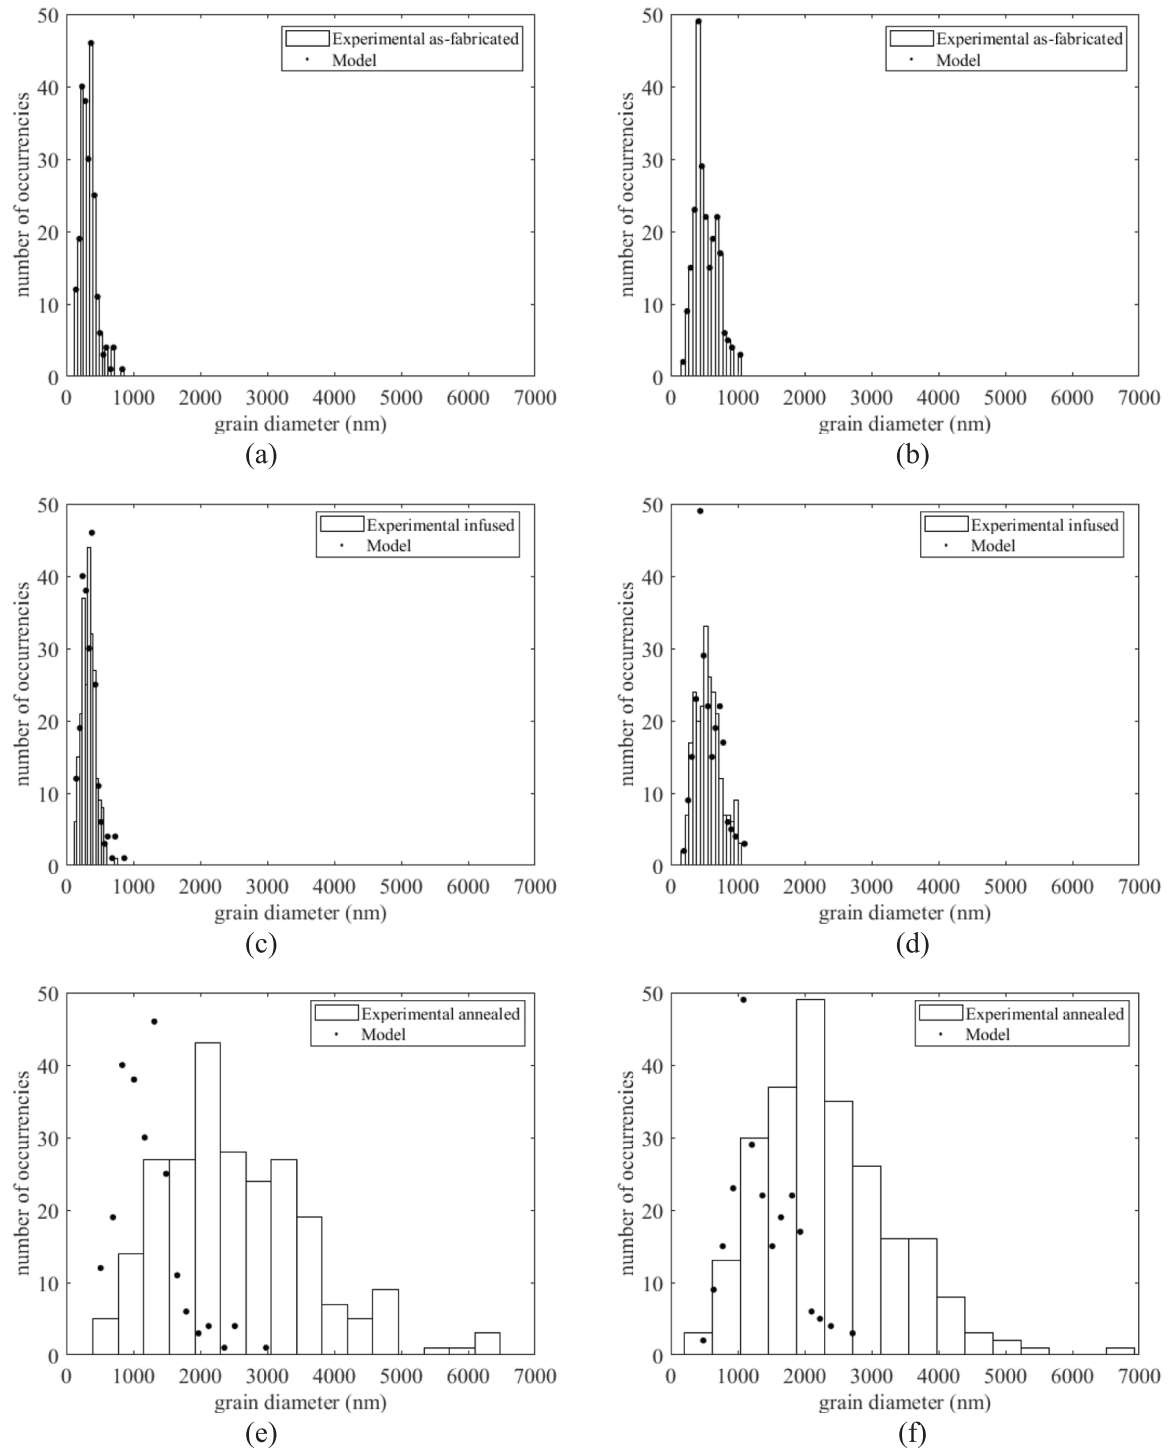 50
40
30
20
10
0
number of occurrencies
Experimental as-fabricated
Model
0 1000 2000 3000 4000 5000 6000 7000
grain diameter (nm)
(a)
50
40
30
20
10
0
number of occurrencies
Experimental as-fabricated
Model
0 1000 2000 3000 4000 5000 6000 7000
grain diameter (nm)
(b)
50
40
30
20
10
0
number of occurrencies
Experimental infused
Model
0 1000 2000 3000 4000 5000 6000 7000
grain diameter (nm)
(c)
50
40
30
20
10
0
number of occurrencies
Experimental infused
Model
0 1000 2000 3000 4000 5000 6000 7000
grain diameter (nm)
(d)
50
40
30
20
10
0
number of occurrencies
Experimental annealed
Model
0 1000 2000 3000 4000 5000 6000 7000
grain diameter (nm)
(e)
50
40
30
20
10
0
number of occurrencies
Experimental annealed
Model
0 1000 2000 3000 4000 5000 6000 7000
grain diameter (nm)
(f)